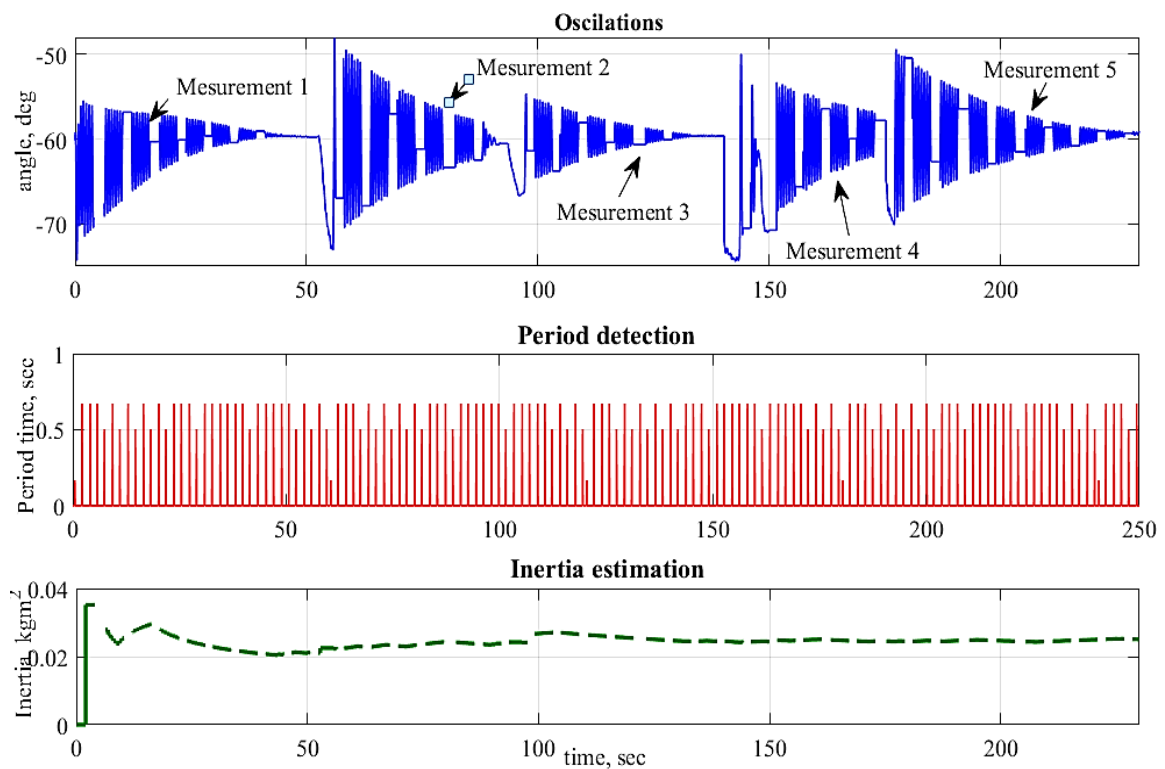 Oscilations
angle, deg
-50
-60
-70
Mesurement 1
Mesurement 2
Mesurement 3
Mesurement 4
Mesurement 5
0 50 100 150 200
Period detection
Period time, sec
1
0.5
0
0 50 100 150 200 250
Inertia estimation
Inertia, kgm²
0.04
0.02
0
0 50 100 150 200
time, sec